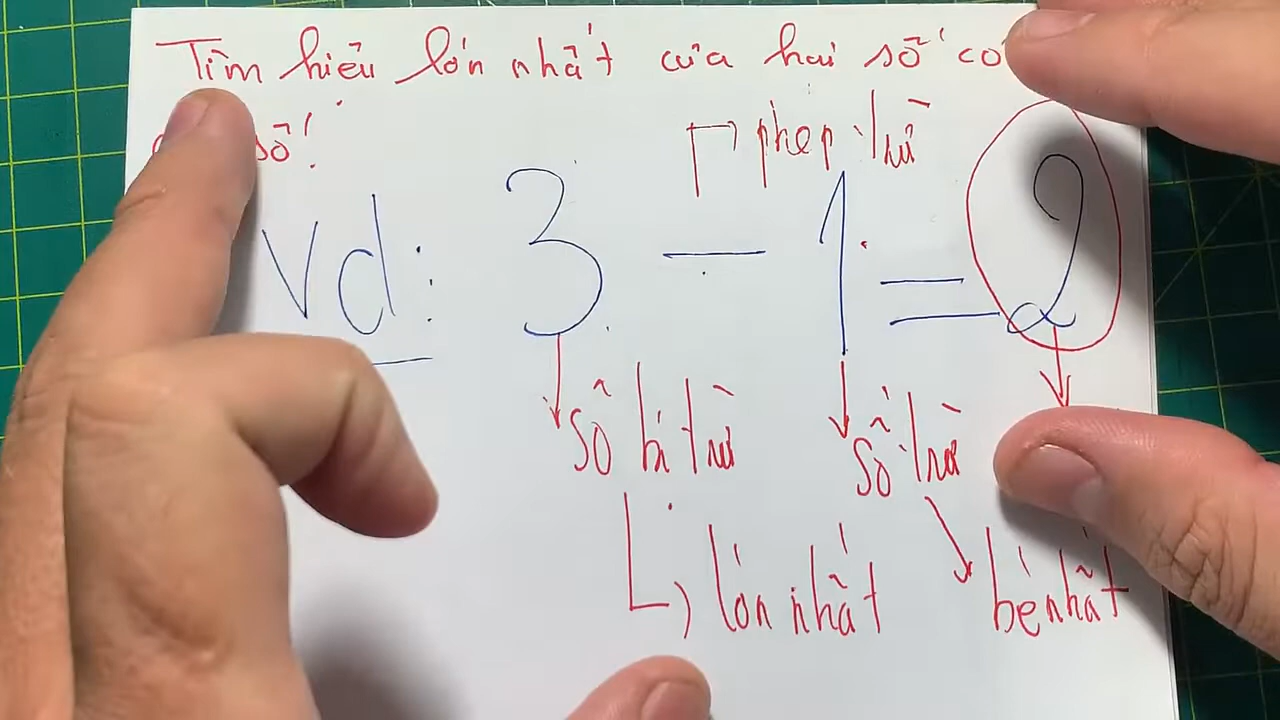 Tìm hiệu lớn nhất của hai số có
số!
phép trừ
Vd: 3 - 1 = 2
Số bị trừ Số trừ
lớn nhất bé nhất